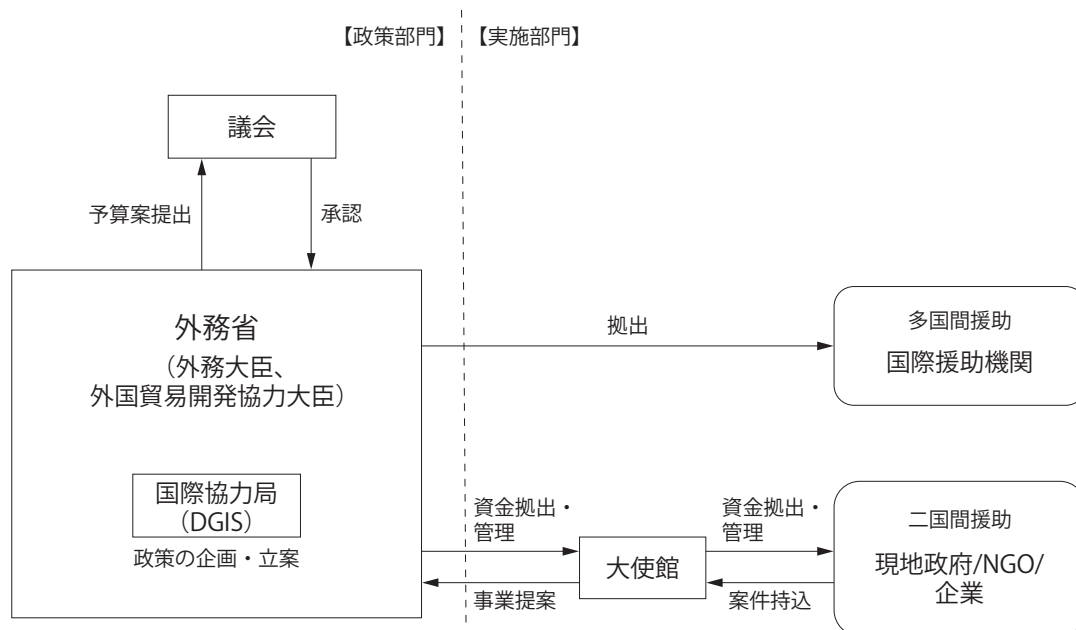 【政策部門】
【実施部門】
議会
予算案提出
承認
外務省
（外務大臣、
外国貿易開発協力大臣）
国際協力局
（DGIS）
政策の企画・立案
拠出
多国間援助
国際援助機関
資金拠出・
管理
大使館
事業提案
資金拠出・
管理
案件持込
二国間援助
現地政府/NGO/
企業